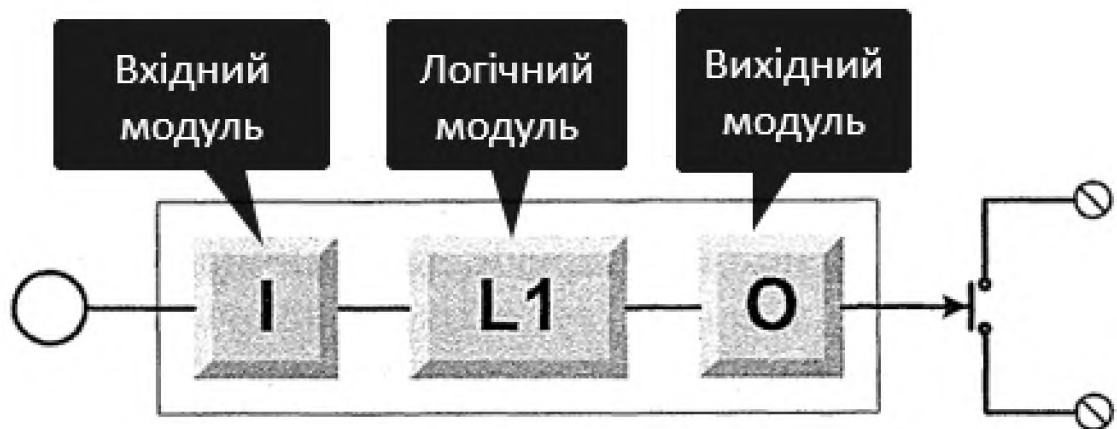 Вхідний
модуль
Логічний
модуль
Вихідний
модуль
I
L1
O